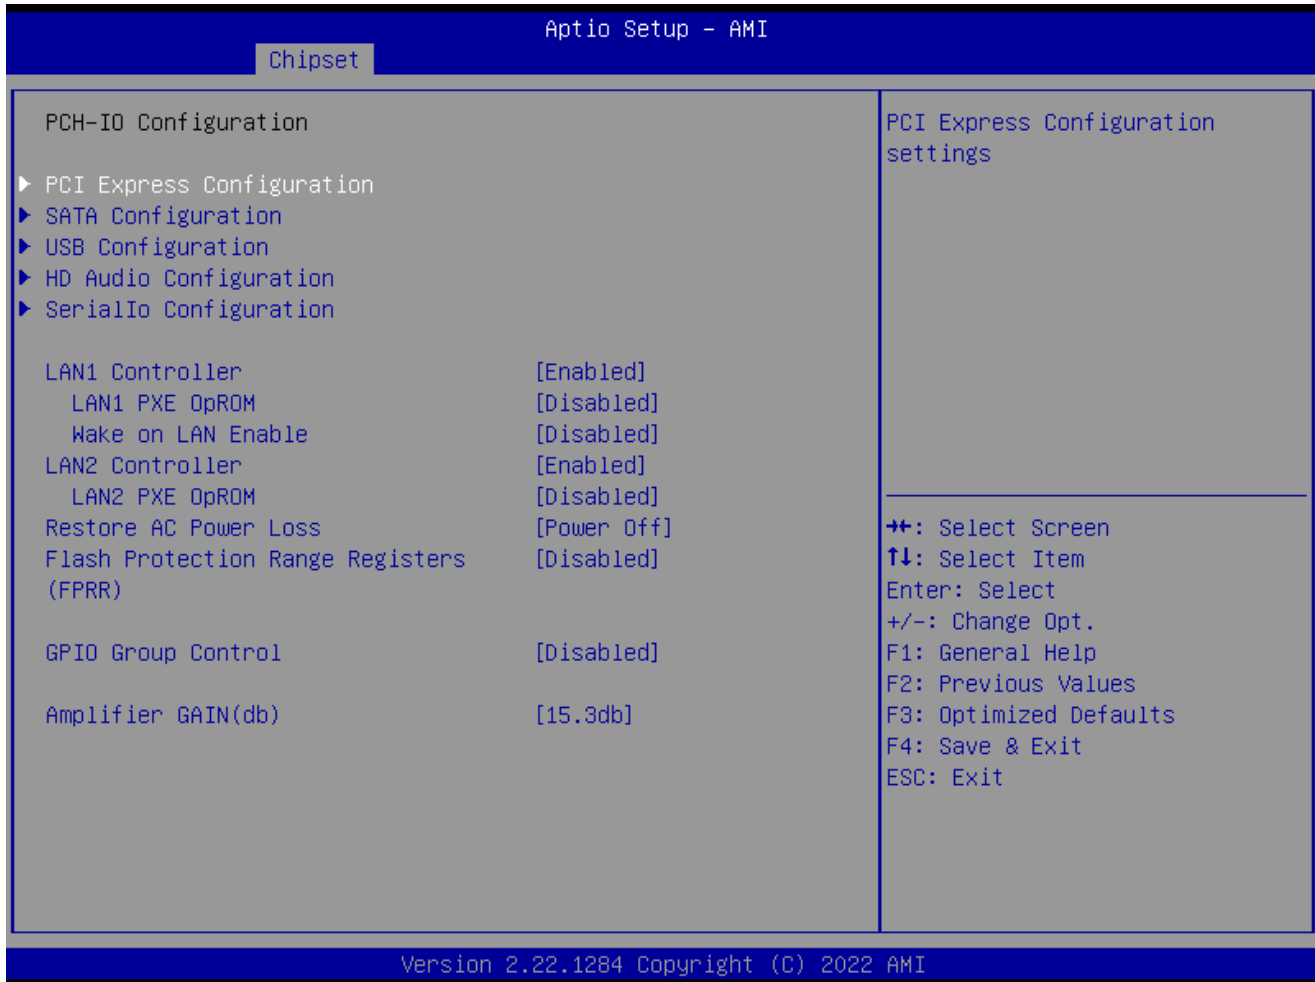 Aptio Setup – AMI
Chipset
PCH-IO Configuration
▶ PCI Express Configuration
▶ SATA Configuration
▶ USB Configuration
▶ HD Audio Configuration
▶ SerialIo Configuration
LAN1 Controller [Enabled]
LAN1 PXE OpROM [Disabled]
Wake on LAN Enable [Disabled]
LAN2 Controller [Enabled]
LAN2 PXE OpROM [Disabled]
Restore AC Power Loss [Power Off]
Flash Protection Range Registers [Disabled]
(FPRR)
GPIO Group Control [Disabled]
Amplifier GAIN(db) [15.3db]
PCI Express Configuration
settings
→←: Select Screen
↑↓: Select Item
Enter: Select
+/-: Change Opt.
F1: General Help
F2: Previous Values
F3: Optimized Defaults
F4: Save & Exit
ESC: Exit
Version 2.22.1284 Copyright (C) 2022 AMI